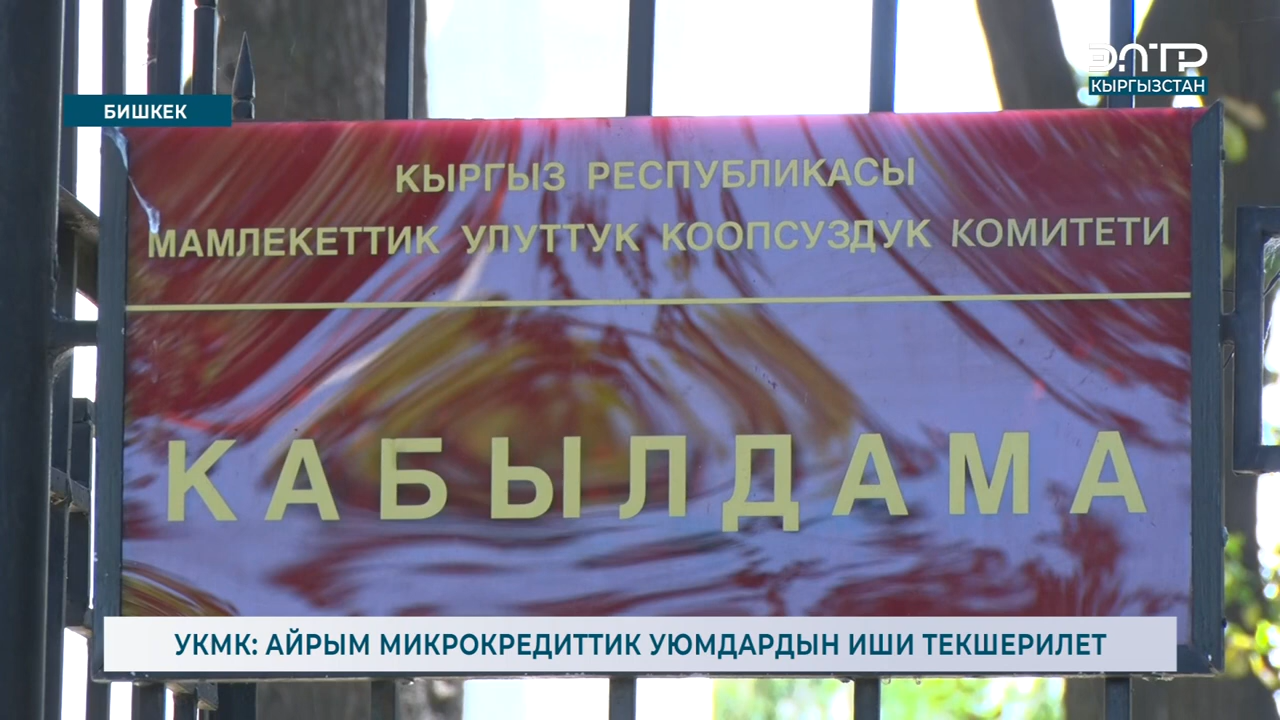 ЭЛТР
КЫРГЫЗСТАН
БИШКЕК
КЫРГЫЗ РЕСПУБЛИКАСЫ
МАМЛЕКЕТТИК УЛУТТУК КООПСУЗДУК КОМИТЕТИ
КАБЫЛДАМА
УКМК: АЙРЫМ МИКРОКРЕДИТТИК УЮМДАРДЫН ИШИ ТЕКШЕРИЛЕТ